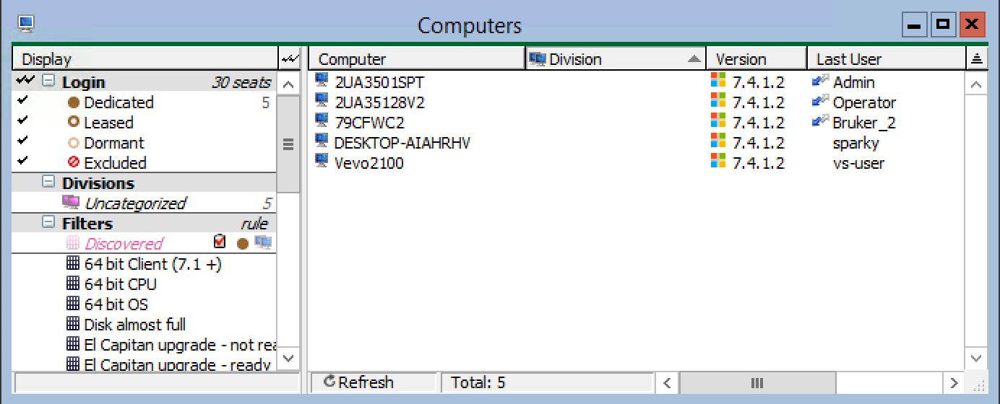 Computers
Display
Computer Division Version Last User
Login 30 seats
Dedicated 5
Leased
Dormant
Excluded
Divisions
Uncategorized 5
Filters rule
Discovered
64 bit Client (7.1 +)
64 bit CPU
64 bit OS
Disk almost full
El Capitan upgrade - not rea
El Capitan upgrade - ready
2UA3501SPT 7.4.1.2 Admin
2UA35128V2 7.4.1.2 Operator
79CFWC2 7.4.1.2 Bruker_2
DESKTOP-AIAHRHV 7.4.1.2 sparky
Vevo2100 7.4.1.2 vs-user
Refresh Total: 5